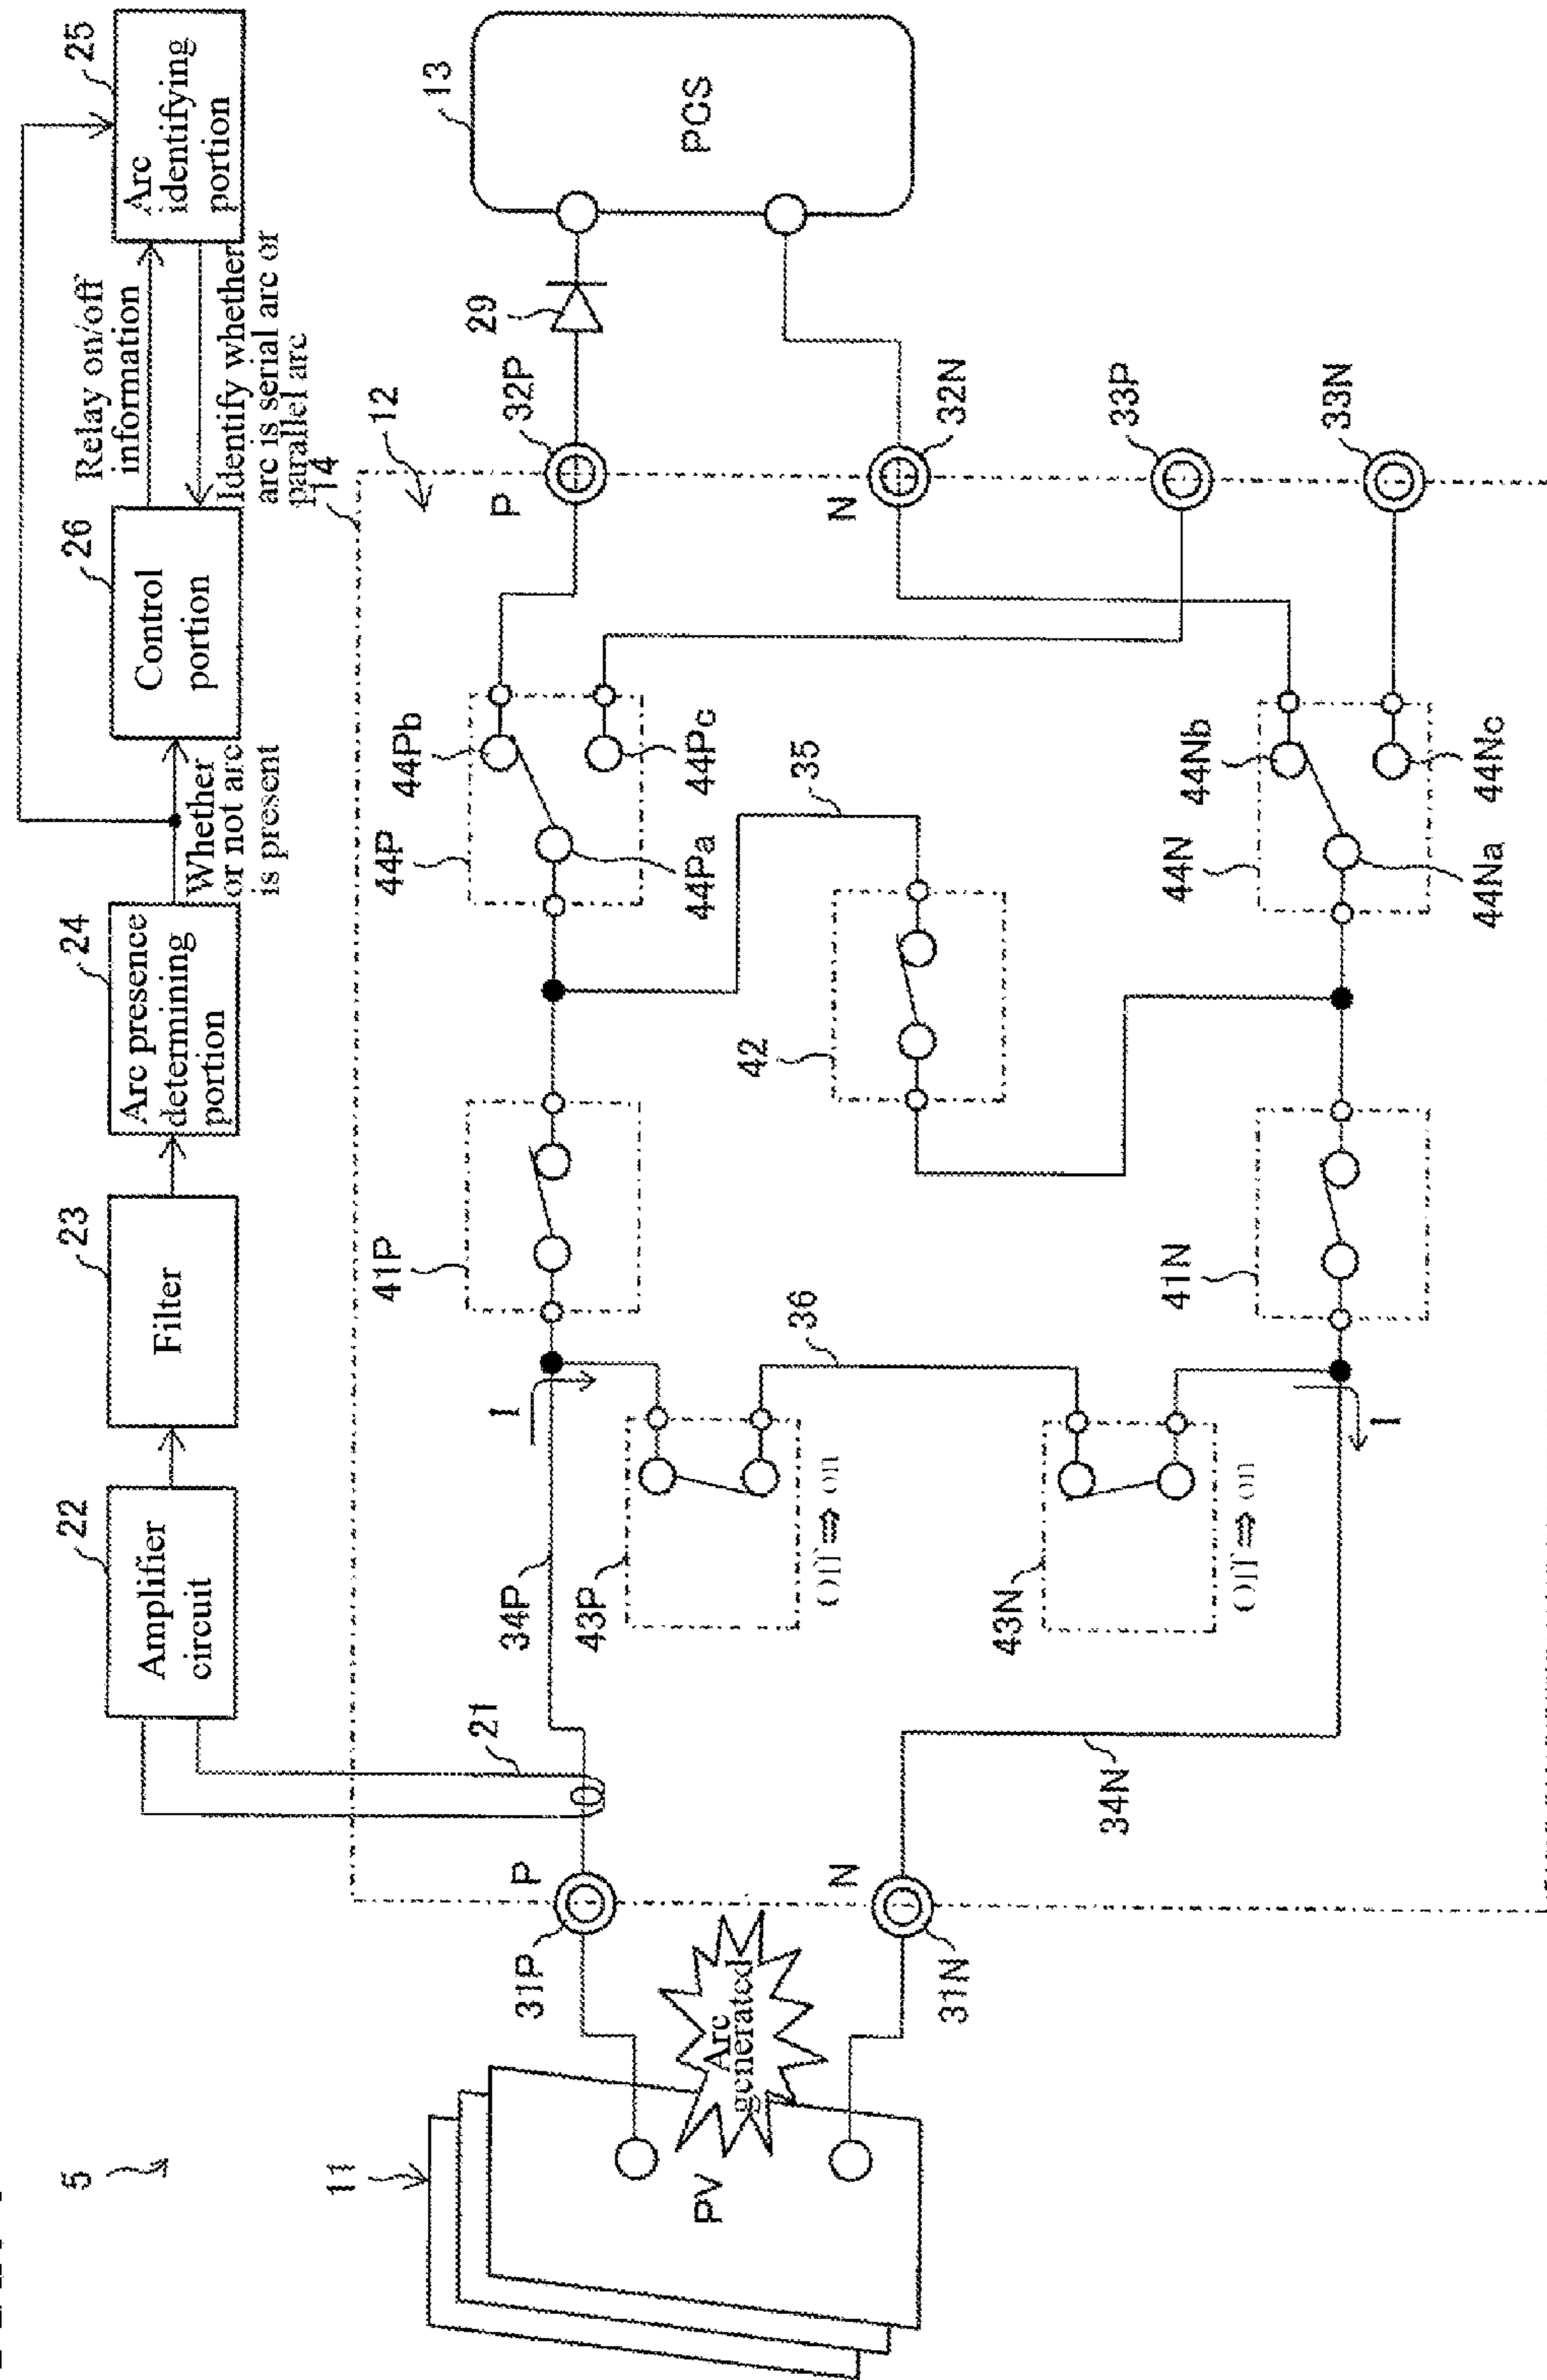 5
22
23
24
26
25
Amplifier
circuit
Filter
Arc presence
determining
portion
Whether
or not arc
is present
Control
portion
Relay on/off
information
Identify whether
arc is serial arc or
parallel arc
Arc
identifying
portion
14
12
21
11
PV
Arc
generated
31P
P
31N
N
34P
34N
I
I
43P
Off⇒on
43N
Off⇒on
36
41P
41N
42
35
44P
44Pa
44Pb
44Pc
44N
44Na
44Nb
44Nc
P
32P
N
32N
33P
33N
29
13
PCS